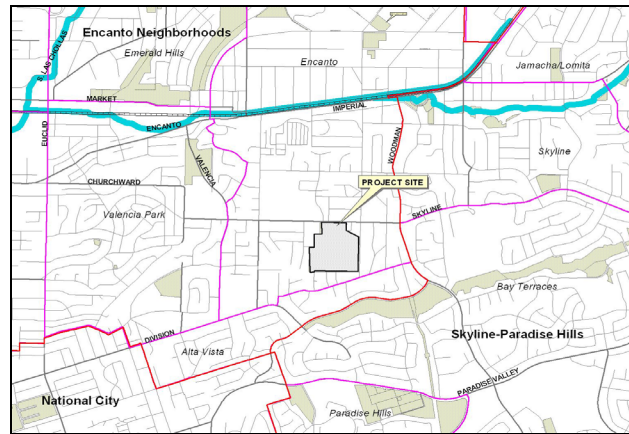 Encanto Neighborhoods
Emerald Hills
Encanto
Jamacha/Lomita
S. LAS CHOLLAS
MARKET
IMPERIAL
ENCANTO
EUCLID
WOODMAN
VALENCIA
Skyline
CHURCHWARD
PROJECT SITE
Valencia Park
SKYLINE
Bay Terraces
DIVISION
Skyline-Paradise Hills
Alta Vista
PARADISE VALLEY
National City
Paradise Hills